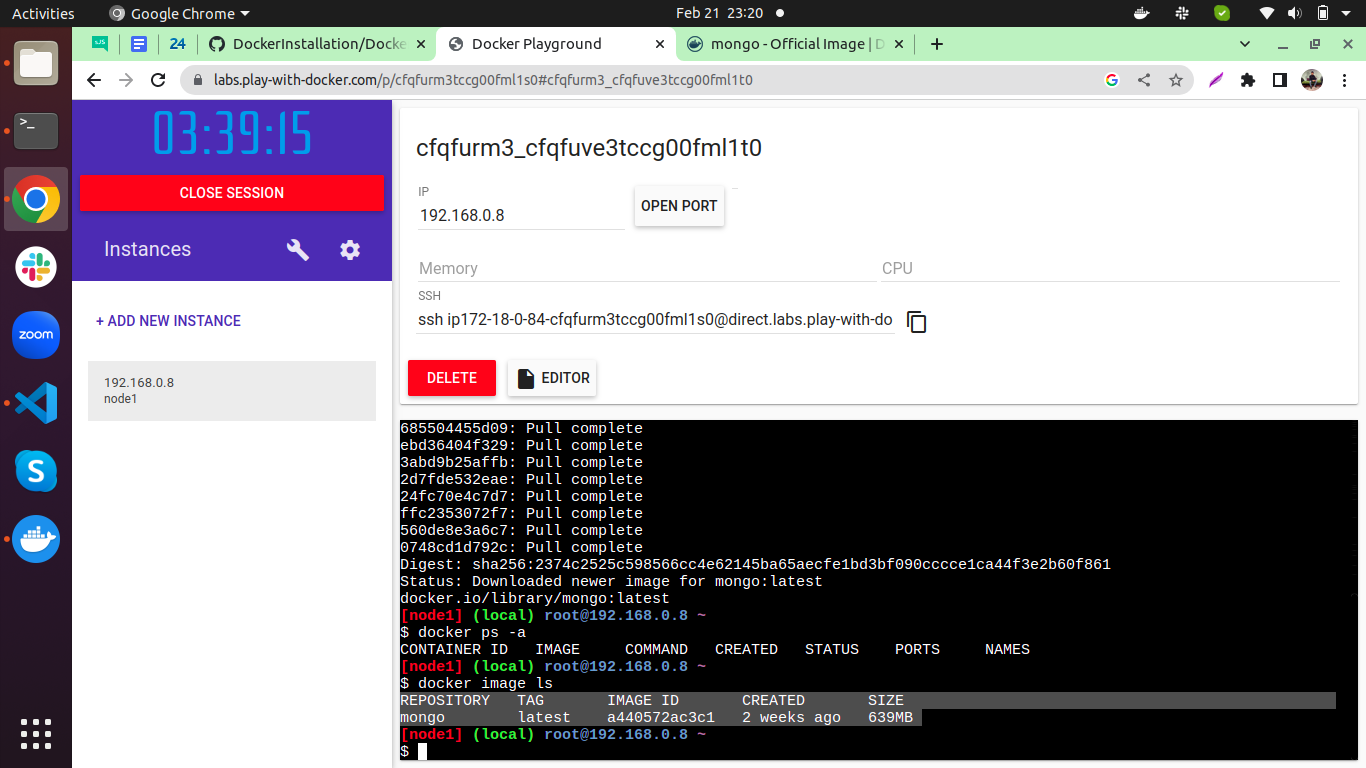 Activities
Google Chrome
Feb 21 23:20
SJS
24
DockerInstallation/Docke
Docker Playground
mongo - Official Image | D
labs.play-with-docker.com/p/cfqfurm3tccg00fml1s0#cfqfurm3_cfqfuve3tccg00fml1t0
03:39:15
CLOSE SESSION
Instances
+ ADD NEW INSTANCE
192.168.0.8
node1
cfqfurm3_cfqfuve3tccg00fml1t0
IP
192.168.0.8
OPEN PORT
Memory
CPU
SSH
ssh ip172-18-0-84-cfqfurm3tccg00fml1s0@direct.labs.play-with-do
DELETE
EDITOR
zoom
685504455d09: Pull complete
ebd36404f329: Pull complete
3abd9b25affb: Pull complete
2d7fde532eae: Pull complete
24fc70e4c7d7: Pull complete
ffc2353072f7: Pull complete
560de8e3a6c7: Pull complete
0748cd1d792c: Pull complete
Digest: sha256:2374c2525c598566cc4e62145ba65aecfe1bd3bf090cccce1ca44f3e2b60f861
Status: Downloaded newer image for mongo:latest
docker.io/library/mongo:latest
[node1] (local) root@192.168.0.8 ~
$ docker ps -a
CONTAINER ID   IMAGE     COMMAND   CREATED   STATUS    PORTS     NAMES
[node1] (local) root@192.168.0.8 ~
$ docker image ls
REPOSITORY   TAG       IMAGE ID       CREATED       SIZE
mongo        latest    a440572ac3c1   2 weeks ago   639MB
[node1] (local) root@192.168.0.8 ~
$